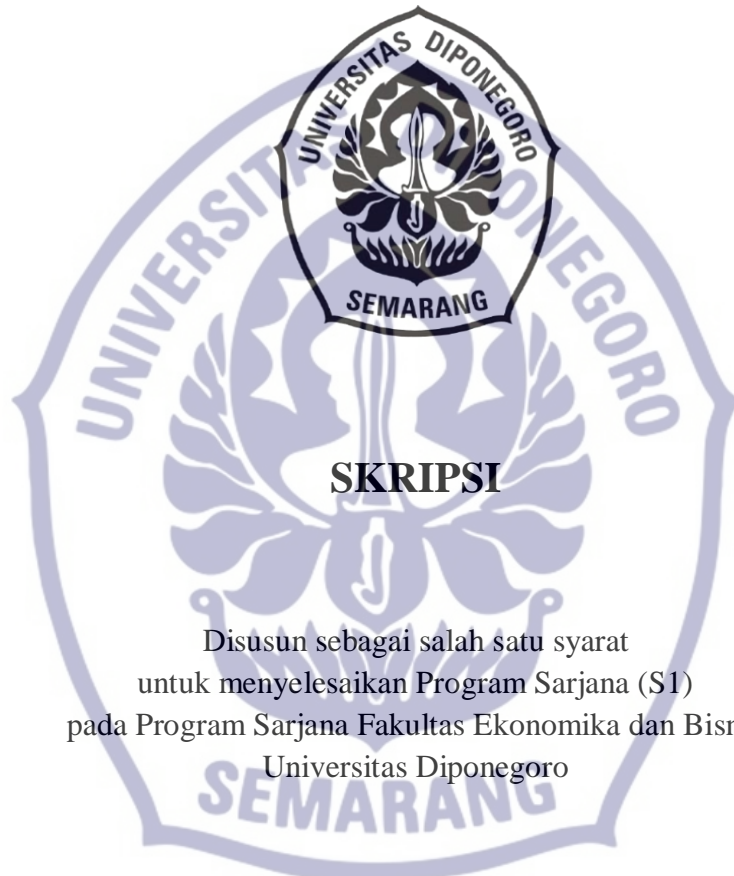 UNIVERSITAS DIPONEGORO
SEMARANG
SKRIPSI
Disusun sebagai salah satu syarat
untuk menyelesaikan Program Sarjana (S1)
pada Program Sarjana Fakultas Ekonomika dan Bisn
Universitas Diponegoro
UNIVERSITAS DIPONEGORO
SEMARANG